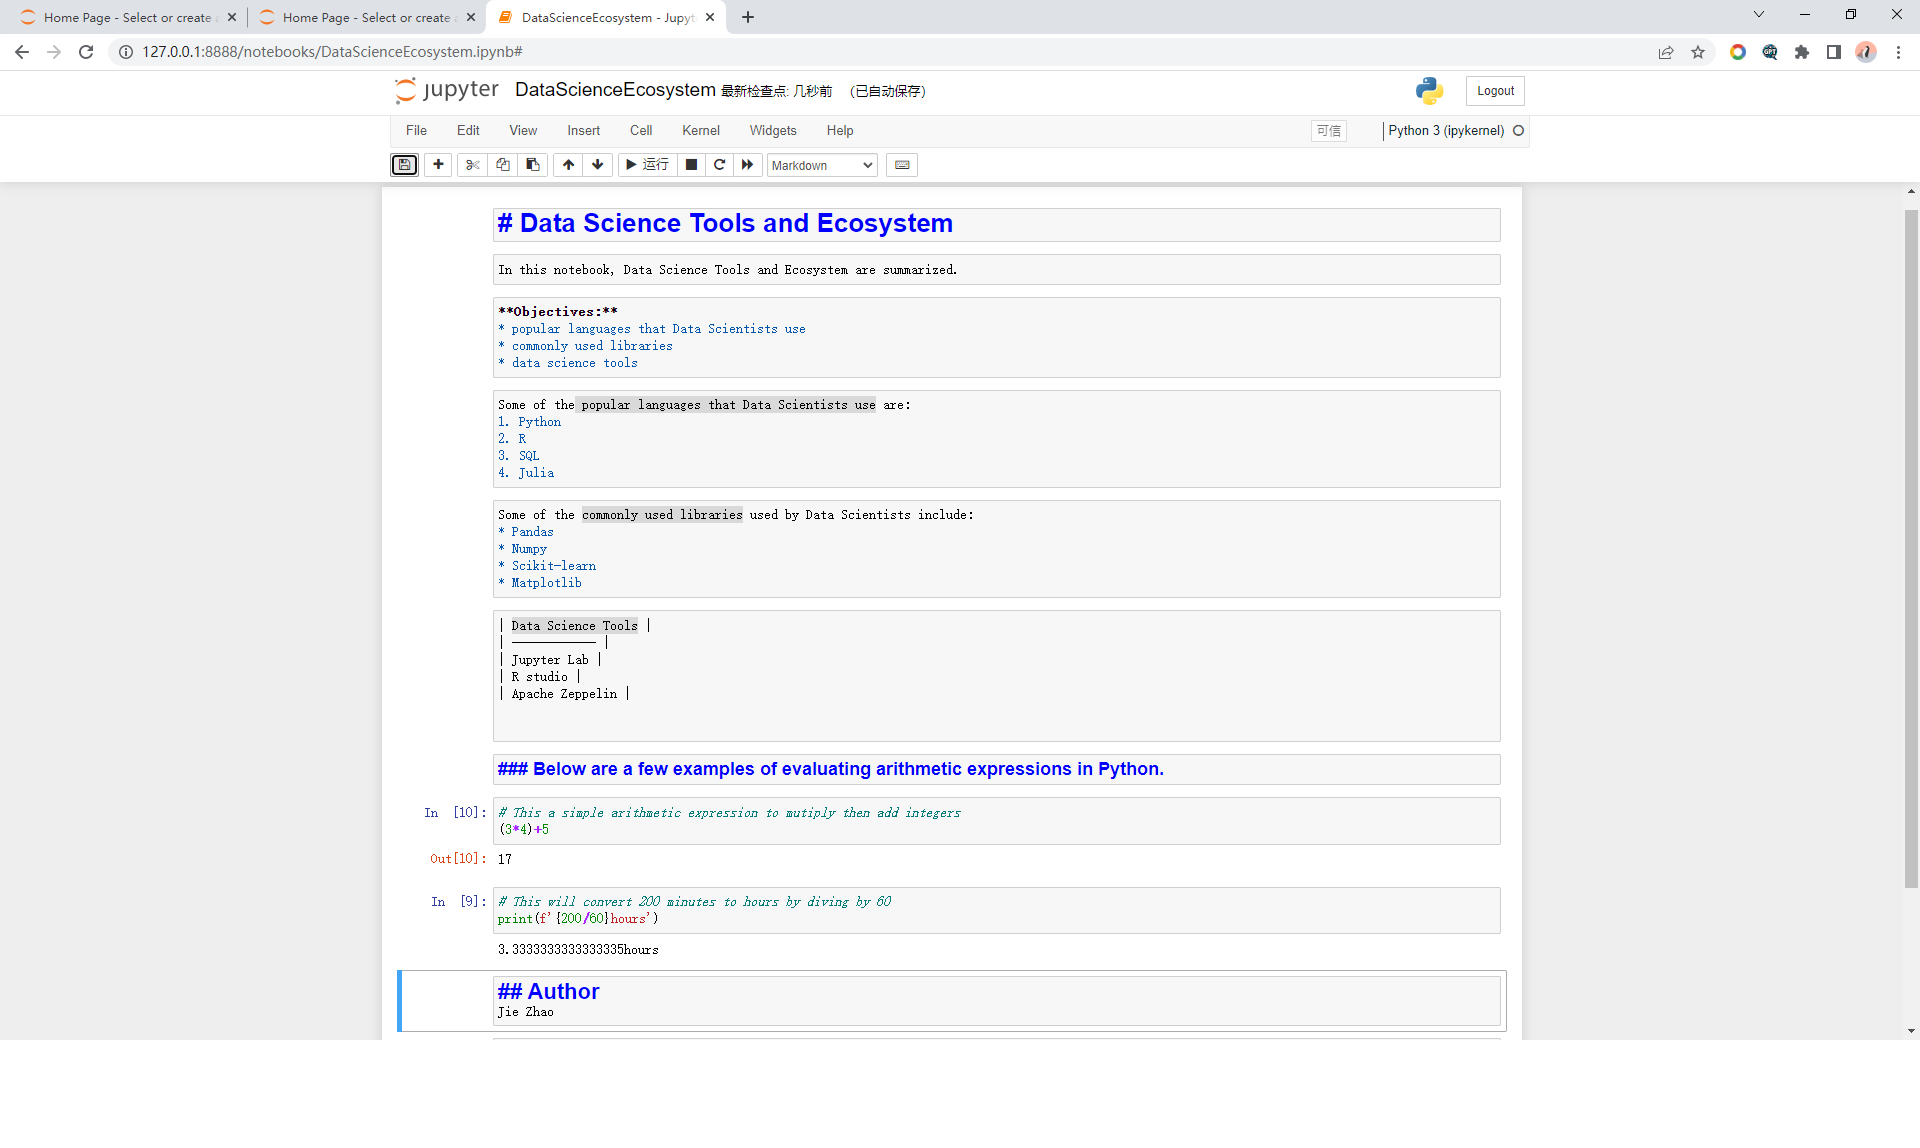 Home Page - Select or create
Home Page - Select or create
DataScienceEcosystem - Jupyt
127.0.0.1:8888/notebooks/DataScienceEcosystem.ipynb#
jupyter DataScienceEcosystem 最新检查点: 几秒前 (已自动保存)
Logout
File Edit View Insert Cell Kernel Widgets Help
可信
Python 3 (ipykernel)
运行
Markdown
# Data Science Tools and Ecosystem
In this notebook, Data Science Tools and Ecosystem are summarized.
**Objectives:**
* popular languages that Data Scientists use
* commonly used libraries
* data science tools
Some of the popular languages that Data Scientists use are:
1. Python
2. R
3. SQL
4. Julia
Some of the commonly used libraries used by Data Scientists include:
* Pandas
* Numpy
* Scikit-learn
* Matplotlib
| Data Science Tools |
| ------------ |
| Jupyter Lab |
| R studio |
| Apache Zeppelin |
### Below are a few examples of evaluating arithmetic expressions in Python.
In [10]: # This a simple arithmetic expression to mutiply then add integers
(3*4)+5
Out[10]: 17
In [9]: # This will convert 200 minutes to hours by diving by 60
print(f'{200/60}hours')
3.3333333333333335hours
## Author
Jie Zhao